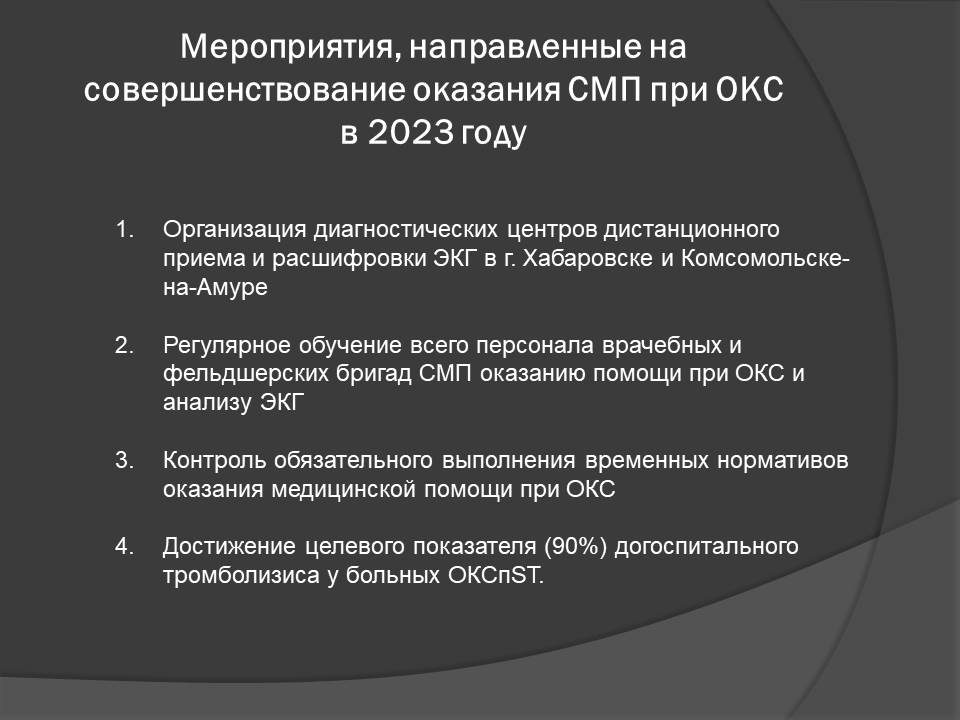 Мероприятия, направленные на
совершенствование оказания СМП при ОКС
в 2023 году
1. Организация диагностических центров дистанционного
приема и расшифровки ЭКГ в г. Хабаровске и Комсомольске-
на-Амуре
2. Регулярное обучение всего персонала врачебных и
фельдшерских бригад СМП оказанию помощи при ОКС и
анализу ЭКГ
3. Контроль обязательного выполнения временных нормативов
оказания медицинской помощи при ОКС
4. Достижение целевого показателя (90%) догоспитального
тромболизиса у больных ОКСпST.